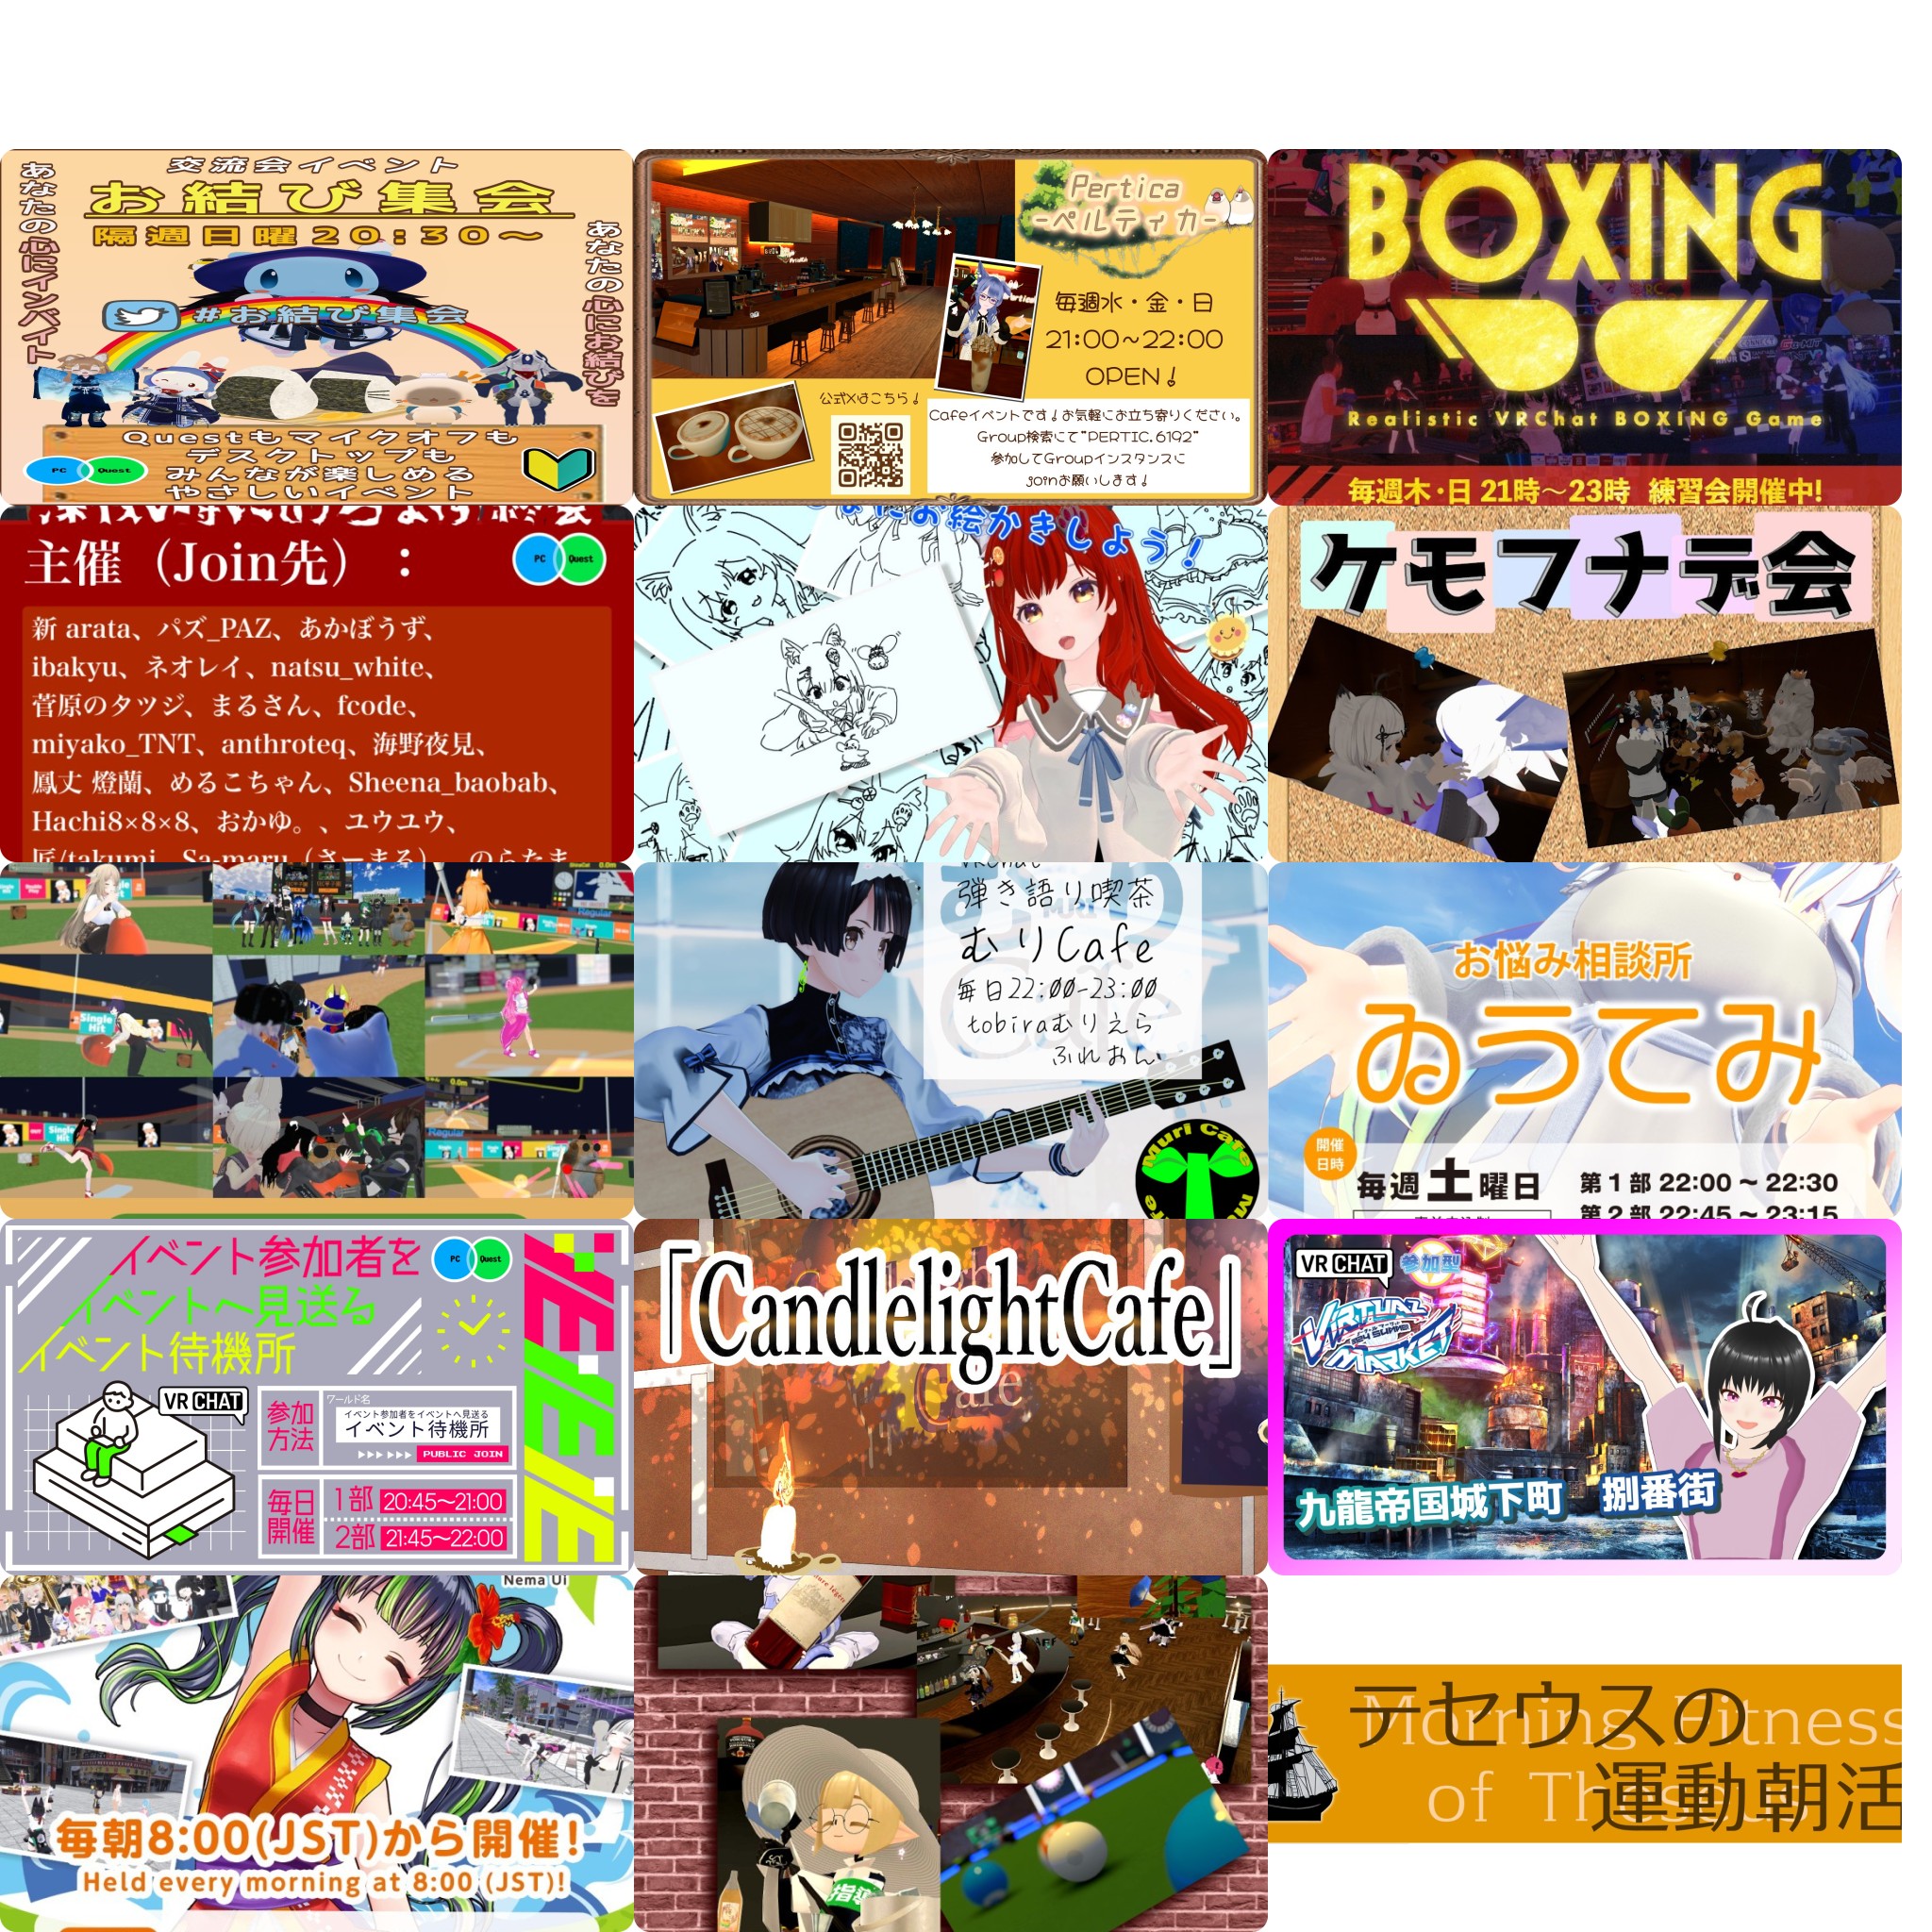 交流会イベント
お結び集会
隔週日曜20:30～
あなたの心にインバイト
あなたの心にお結びを
#お結び集会
Questもマイクオフも
デスクトップも
みんなが楽しめる
やさしいイベント
PC Quest
Pertica
-ペルティカ-
毎週水・金・日
21:00~22:00
OPEN!
公式Xはこちら!
Cafeイベントです!お気軽にお立ち寄りください。
Group検索にて"PERTIC.6192"
参加してGroupインスタンスに
joinお願いします!
BOXING
Realistic VRChat BOXING Game
毎週木・日 21時～23時 練習会開催中!
主催（Join先）：
PC Quest
新 arata、パズ_PAZ、あかぼうず、
ibakyu、ネオレイ、natsu_white、
菅原のタツジ、まるさん、fcode、
miyako_TNT、anthroteq、海野夜見、
鳳丈 燈蘭、めるこちゃん、Sheena_baobab、
Hachi8×8×8、おかゆ。、ユウユウ、
匠/takumi、Sa-maru（さーまる）、のらたま
なにお絵かきしよう!
ケモフナデ会
Single
Hit
Regular
VRChat
弾き語り喫茶
むりCafe
毎日22:00-23:00
tobiraむりえら
ふれおん
Muri Cafe
お悩み相談所
ゐうてみ
開催
日時
毎週土曜日
第1部 22:00 ~ 22:30
第2部 22:45 ~ 23:15
イベント参加者を
イベントへ見送る
イベント待機所
PC Quest
VRCHAT
参加
方法
ワールド名
イベント参加者をイベントへ見送る
イベント待機所
PUBLIC JOIN
毎日
開催
1部 20:45～21:00
2部 21:45～22:00
「CandlelightCafe」
Cafe
VRCHAT
参加型
VIRTUAL
MARKET
九龍帝国城下町 捌番街
Nema Ui
毎朝8:00(JST)から開催!
Held every morning at 8:00 (JST)!
指導
テセウスの
Morning Fitness
運動朝活
of Theseus